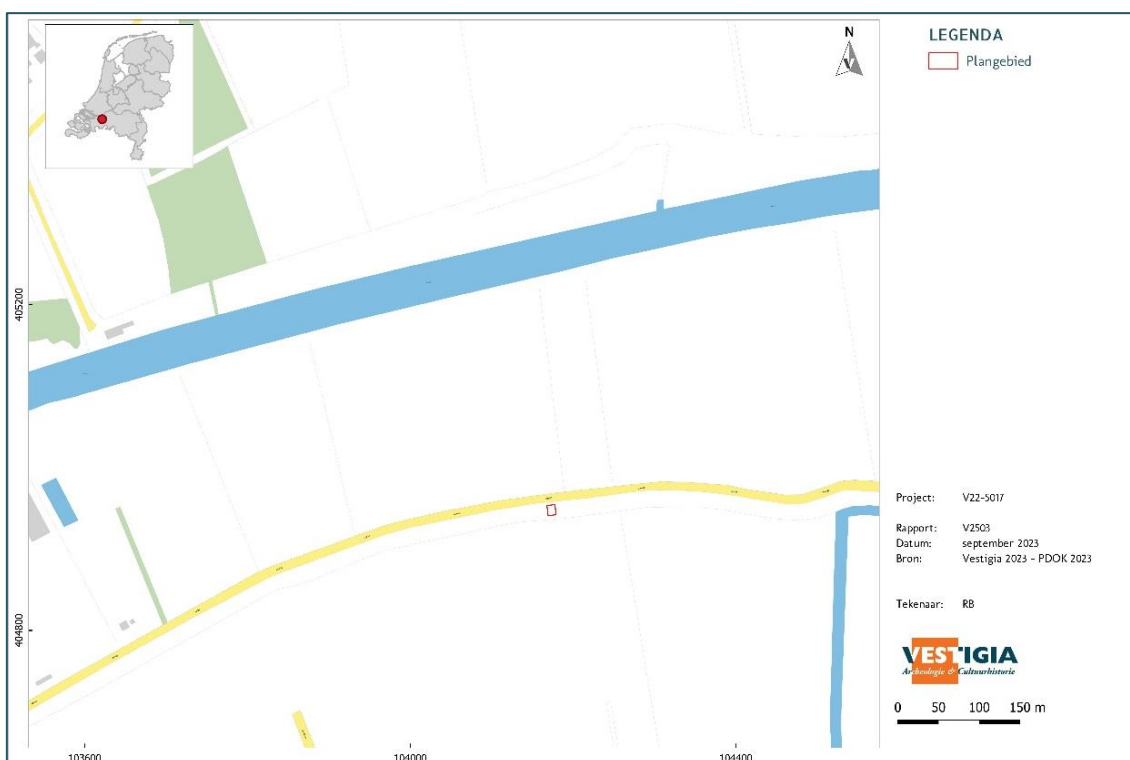 N
LEGENDA
Plangebied
405200
404800
103600
104000
104400
Project: V22-5017
Rapport: V2503
Datum: september 2023
Bron: Vestigia 2023 - PDOK 2023
Tekenaar: RB
VESTIGIA
Archeologie & Cultuurhistorie
0 50 100 150 m